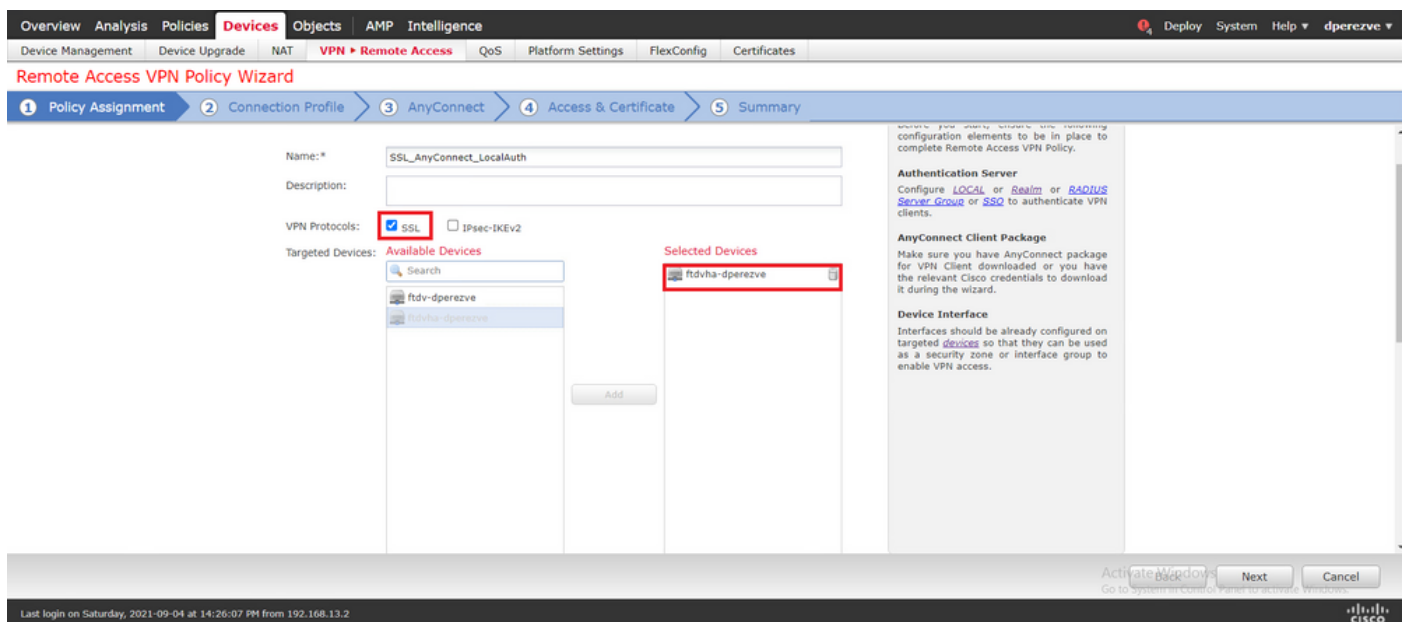 Overview Analysis Policies Devices Objects AMP Intelligence 4 Deploy System Help ▾ dperezve ▾
Device Management Device Upgrade NAT VPN ▸ Remote Access QoS Platform Settings FlexConfig Certificates
Remote Access VPN Policy Wizard
1 Policy Assignment 2 Connection Profile 3 AnyConnect 4 Access & Certificate 5 Summary
Name:* SSL_AnyConnect_LocalAuth
Description:
VPN Protocols: SSL IPsec-IKEv2
Targeted Devices: Available Devices
Search
ftdv-dperezve
ftdvha-dperezve
Add
Selected Devices
ftdvha-dperezve
Before you start, ensure the following
configuration elements to be in place to
complete Remote Access VPN Policy.
Authentication Server
Configure LOCAL or Realm or RADIUS
Server Group or SSO to authenticate VPN
clients.
AnyConnect Client Package
Make sure you have AnyConnect package
for VPN Client downloaded or you have
the relevant Cisco credentials to download
it during the wizard.
Device Interface
Interfaces should be already configured on
targeted devices so that they can be used
as a security zone or interface group to
enable VPN access.
Activate Windows
Go to System in Control Panel to activate Windows.
Back Next Cancel
Last login on Saturday, 2021-09-04 at 14:26:07 PM from 192.168.13.2
CISCO